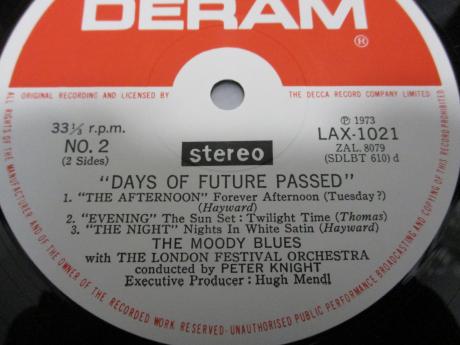 DERAM
®
ORIGINAL RECORDING AND LICENSED BY THE DECCA RECORD COMPANY LIMITED
33⅓ r.p.m.
NO. 2
(2 Sides)
stereo
℗ 1973
LAX-1021
ZAL. 8079
(SDLBT 610) d
"DAYS OF FUTURE PASSED"
1. "THE AFTERNOON" Forever Afternoon (Tuesday?)
(Hayward)
2. "EVENING" The Sun Set : Twilight Time (Thomas)
3. "THE NIGHT" Nights In White Satin (Hayward)
THE MOODY BLUES
with THE LONDON FESTIVAL ORCHESTRA
conducted by PETER KNIGHT
Executive Producer : Hugh Mendl
ALL RIGHTS OF THE MANUFACTURER AND OF THE OWNER OF THE RECORDED WORK RESERVED·UNAUTHORISED PUBLIC PERFORMANCE BROADCASTING AND COPYING OF THIS RECORD PROHIBITED